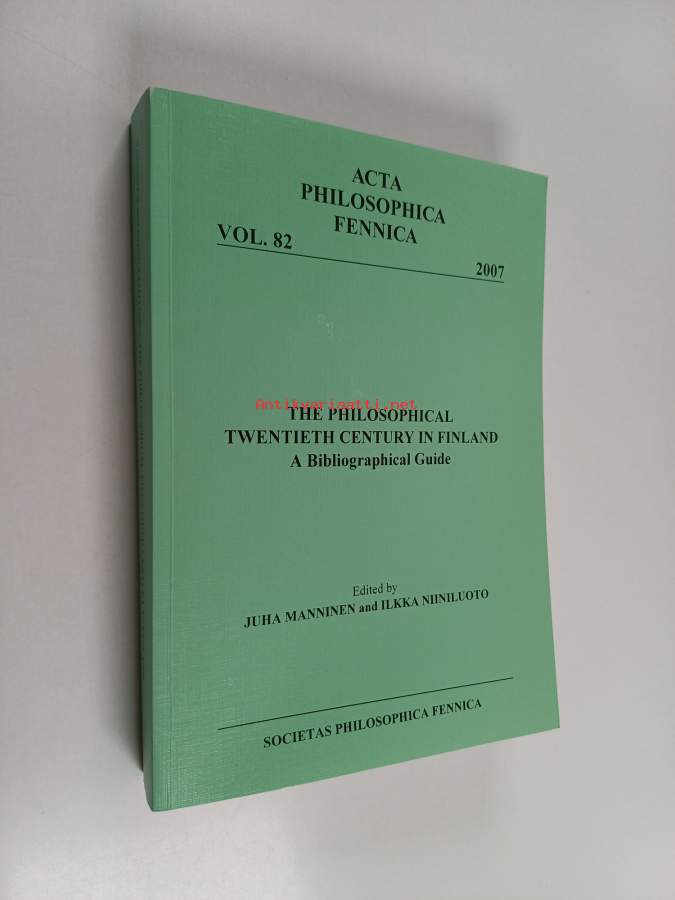 ACTA
PHILOSOPHICA
FENNICA
VOL. 82
2007
Antikvariaatti.net
THE PHILOSOPHICAL
TWENTIETH CENTURY IN FINLAND
A Bibliographical Guide
Edited by
JUHA MANNINEN and ILKKA NIINILUOTO
SOCIETAS PHILOSOPHICA FENNICA